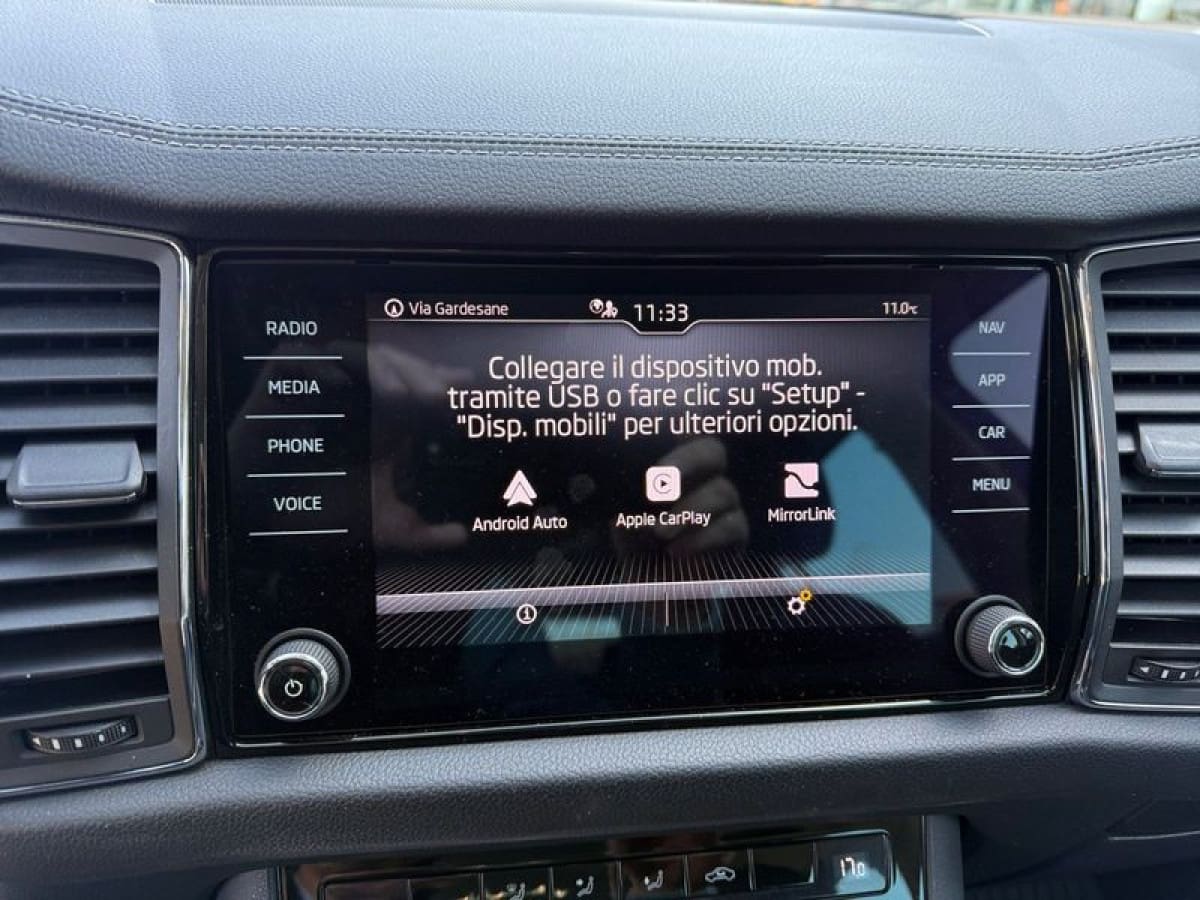 Via Gardesane 11:33 11.0°C
RADIO
MEDIA
PHONE
VOICE
Collegare il dispositivo mob.
tramite USB o fare clic su "Setup" -
"Disp. mobili" per ulteriori opzioni.
Android Auto Apple CarPlay MirrorLink
NAV
APP
CAR
MENU
17.0